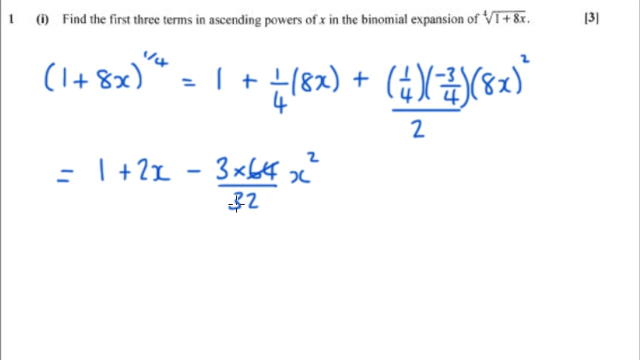 1 (i) Find the first three terms in ascending powers of x in the binomial expansion of ∜(1 + 8x). [3]
(1 + 8x)^(1/4) = 1 + 1/4 (8x) + (1/4)(-3/4)/2 (8x)^2
= 1 + 2x - (3 × 64)/32 x^2